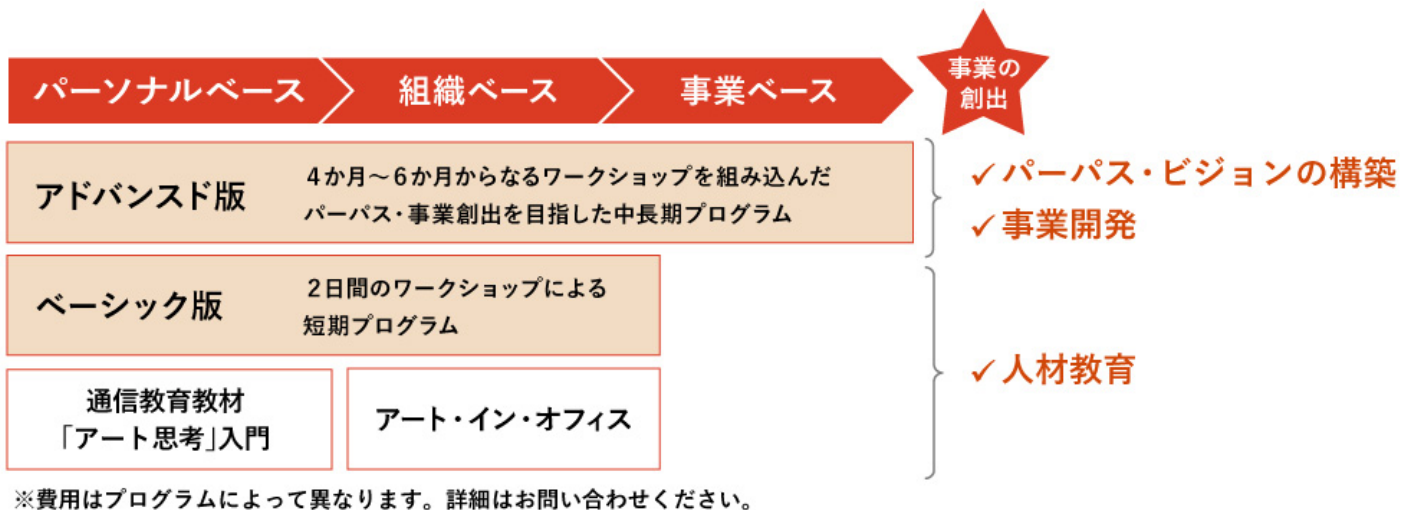 パーソナルベース
組織ベース
事業ベース
事業の
創出
アドバンスド版
4か月～6か月からなるワークショップを組み込んだ
パーパス・事業創出を目指した中長期プログラム
✓パーパス・ビジョンの構築
✓事業開発
ベーシック版
2日間のワークショップによる
短期プログラム
通信教育教材
「アート思考」入門
アート・イン・オフィス
✓人材教育
※費用はプログラムによって異なります。詳細はお問い合わせください。